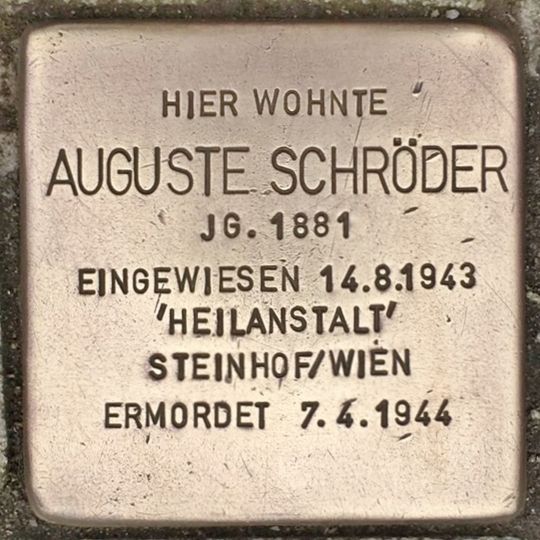 HIER WOHNTE
AUGUSTE SCHRÖDER
JG. 1881
EINGEWIESEN 14.8.1943
'HEILANSTALT'
STEINHOF/WIEN
ERMORDET 7.4.1944